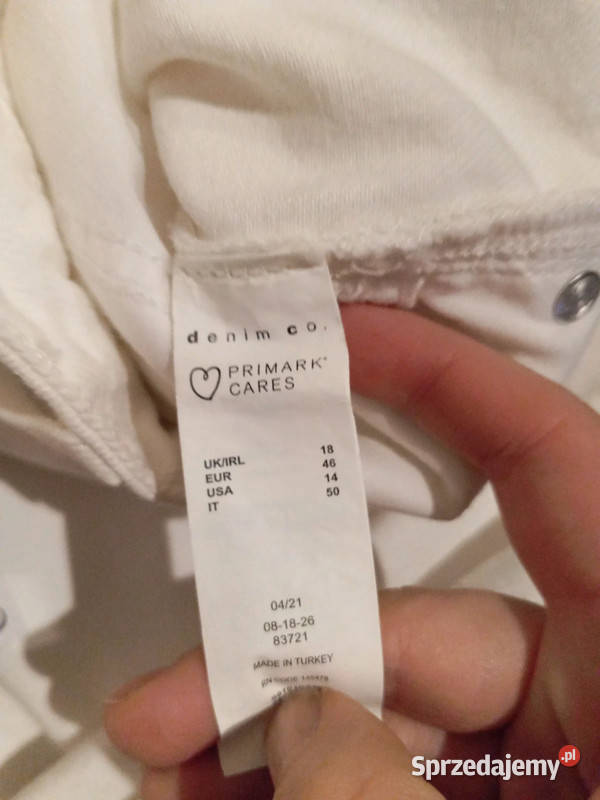 denim co.
PRIMARK®
CARES
UK/IRL 18
EUR 46
USA 14
IT 50
04/21
08-18-26
83721
MADE IN TURKEY
Sprzedajemy.pl